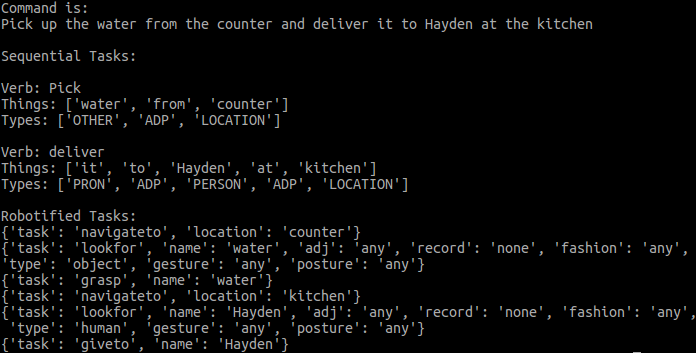 Command is:
Pick up the water from the counter and deliver it to Hayden at the kitchen
Sequential Tasks:
Verb: Pick
Things: ['water', 'from', 'counter']
Types: ['OTHER', 'ADP', 'LOCATION']
Verb: deliver
Things: ['it', 'to', 'Hayden', 'at', 'kitchen']
Types: ['PRON', 'ADP', 'PERSON', 'ADP', 'LOCATION']
Robotified Tasks:
{'task': 'navigateto', 'location': 'counter'}
{'task': 'lookfor', 'name': 'water', 'adj': 'any', 'record': 'none', 'fashion': 'any',
'type': 'object', 'gesture': 'any', 'posture': 'any'}
{'task': 'grasp', 'name': 'water'}
{'task': 'navigateto', 'location': 'kitchen'}
{'task': 'lookfor', 'name': 'Hayden', 'adj': 'any', 'record': 'none', 'fashion': 'any',
'type': 'human', 'gesture': 'any', 'posture': 'any'}
{'task': 'giveto', 'name': 'Hayden'}